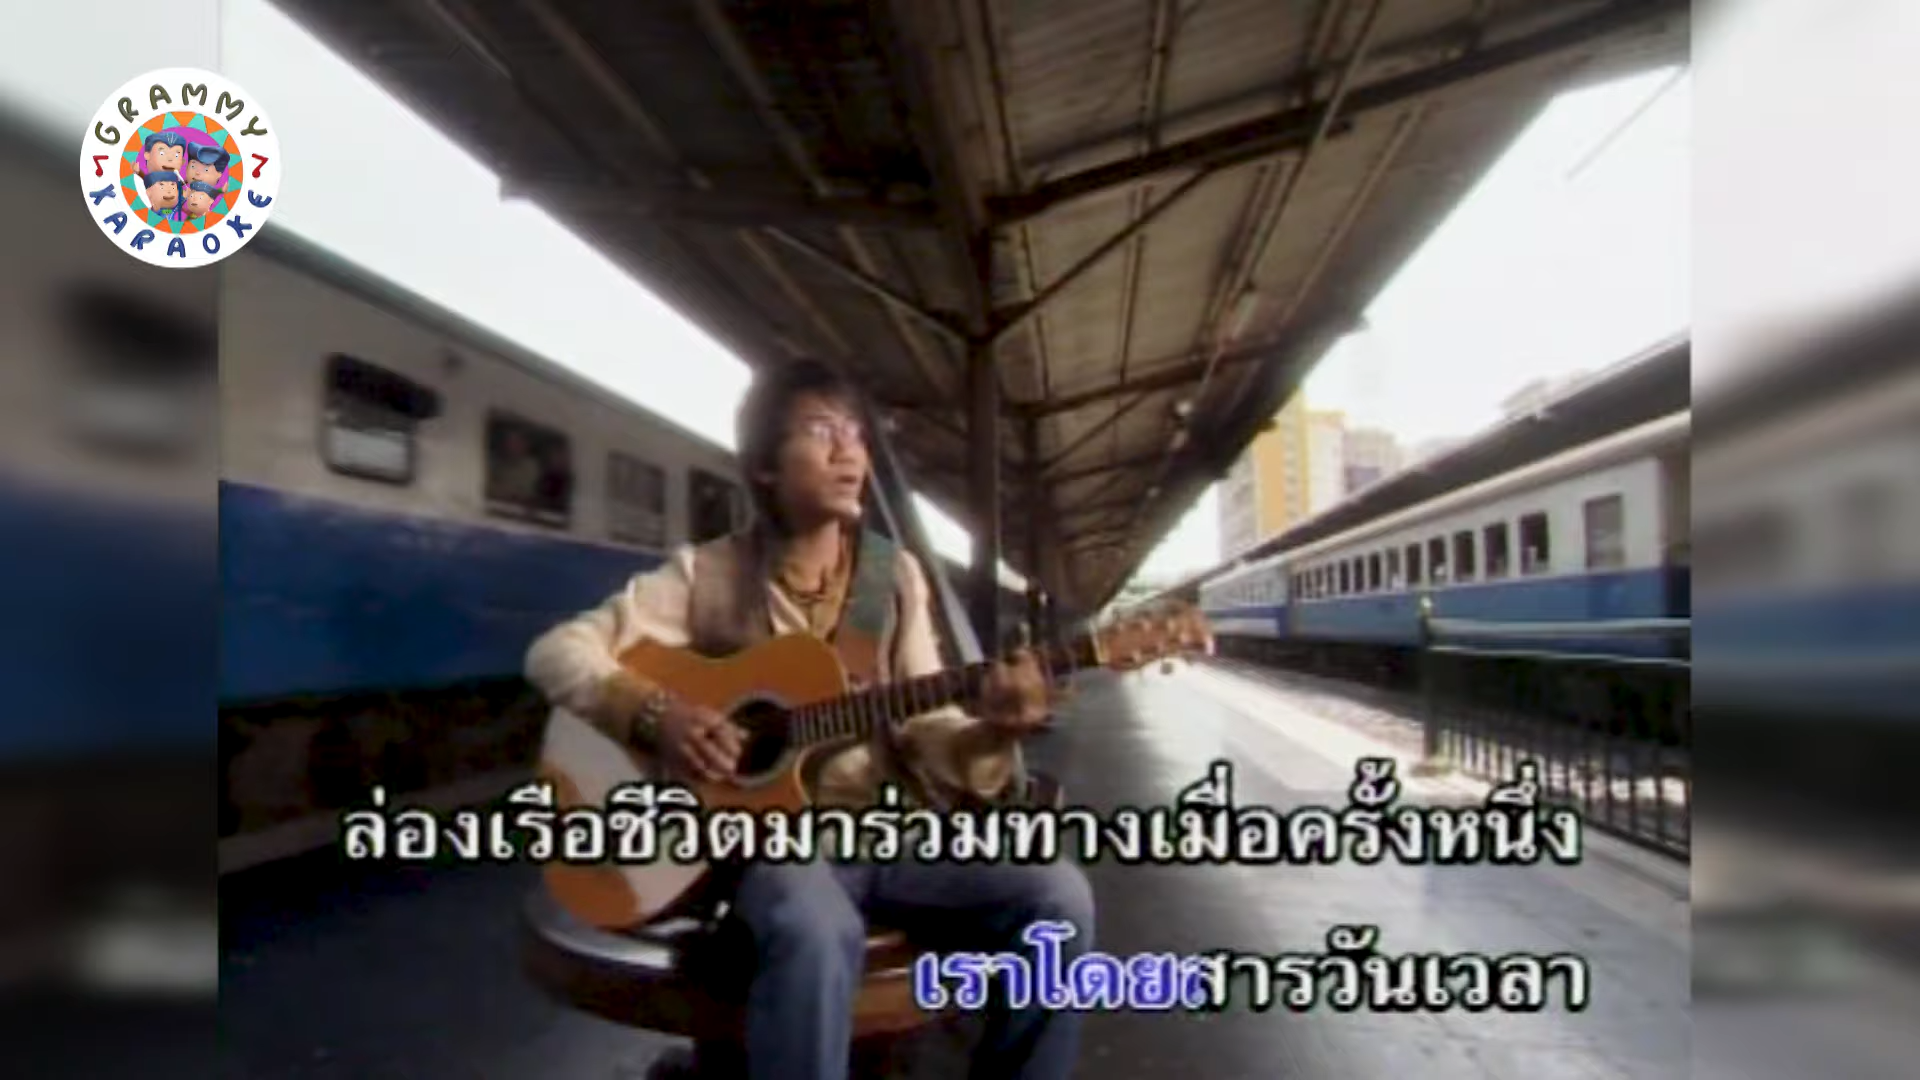 GRAMMY
KARAOKE
ล่องเรือชีวิตมาร่วมทางเมื่อครั้งหนึ่ง
เราโดยสารวันเวลา